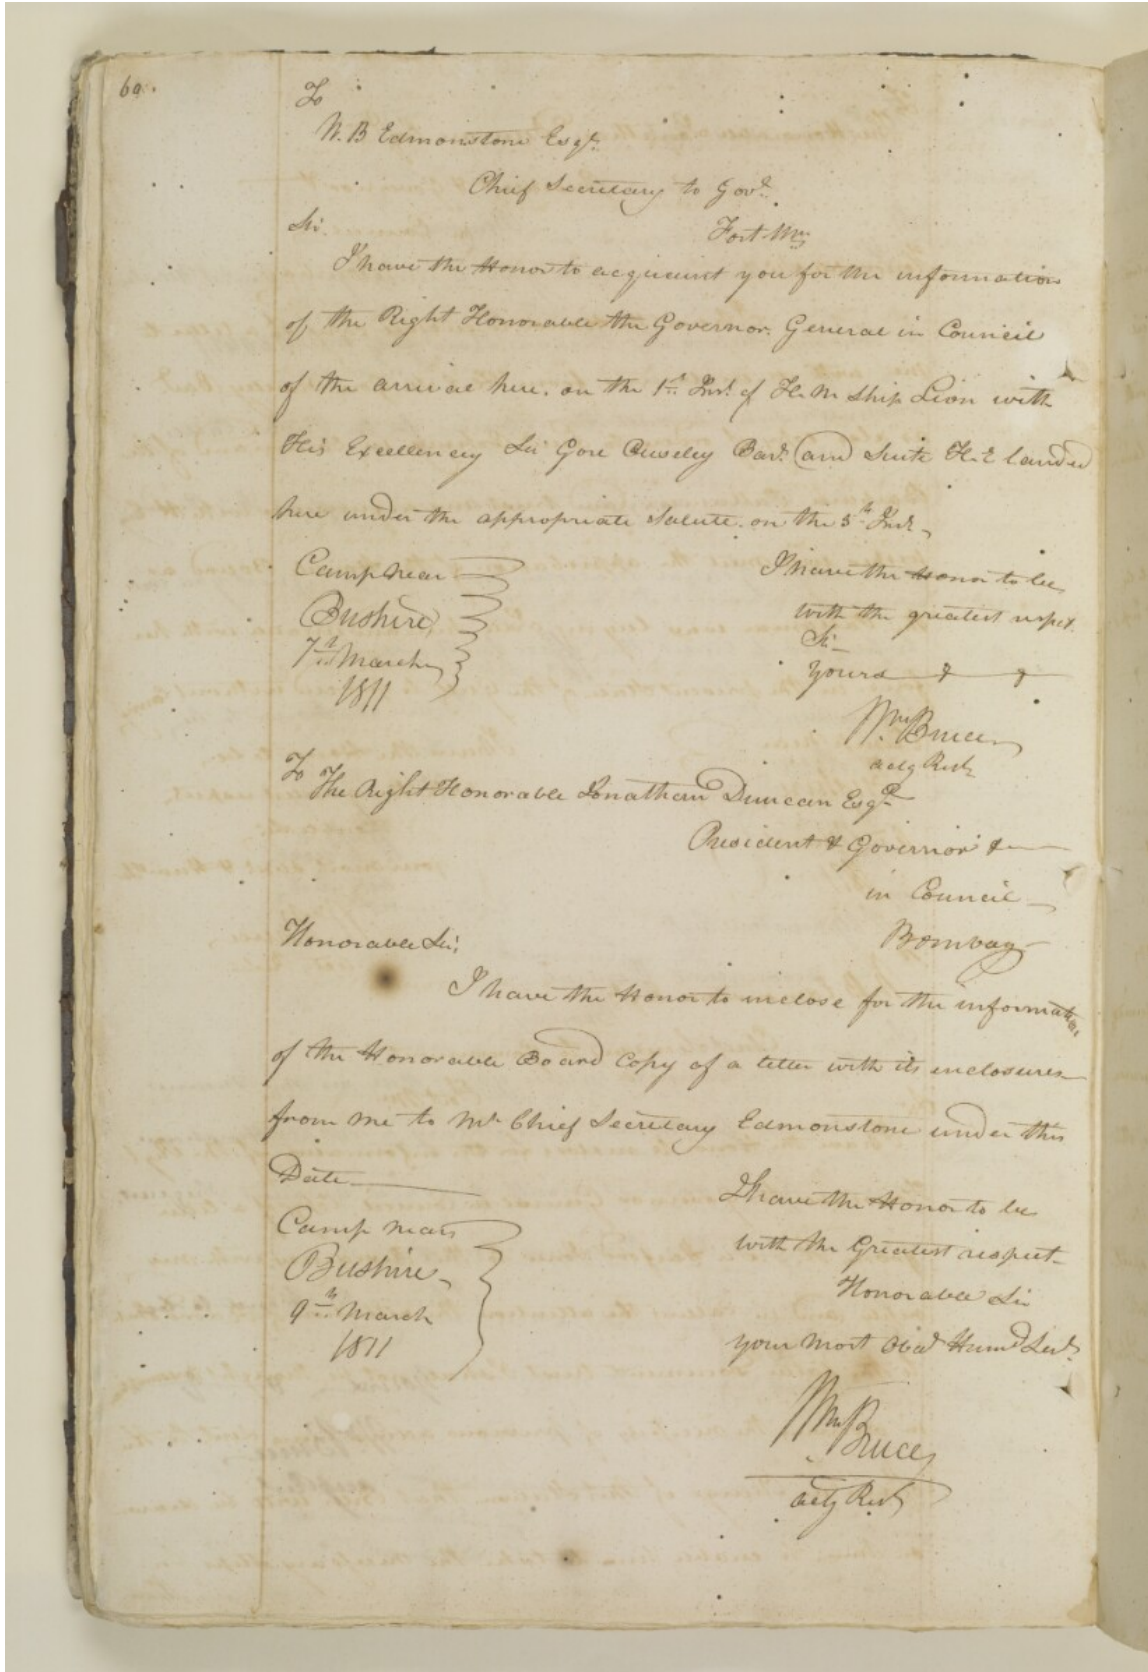 60.
To
N. B Edmonstone Esqr.
Chief Secretary to Govt.
Sir.
Fort Wm
I have the Honor to acquaint you for the information
of the Right Honorable the Governor General in Council
of the arrival here. on the 1st. Inst. of H. M Ship Lion with
His Excellency Sir Gore Ouseley Bart. and Suite H. E landed
here under the appropriate Salute. on the 5th Inst
Camp near
Bushire
7th March
1811
I have the Honor to be
with the greatest respect.
Sir
yours & &
Wm. Bruce
actg Resdt
To
The Right Honorable Jonathan Duncan Esqr
President & Governor &
in Council
Bombay
Honorable Sir,
I have the Honor to inclose for the information
of the Honorable Board Copy of a letter with its enclosures
from me to Mr. Chief Secretary Edmonstone under this
Date
Camp near
Bushire
9th March
1811
I have the Honor to be
with the Greatest respect
Honorable Sir
your most Obed Humd Servt.
Wm Bruce
actg Resdt